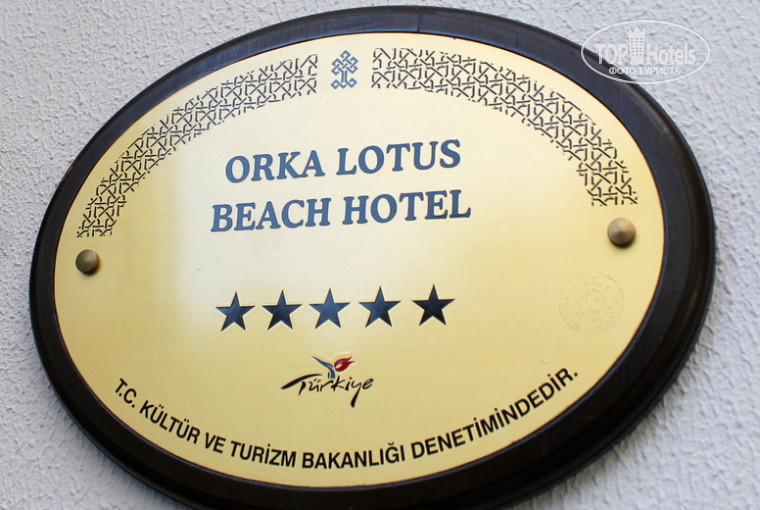 TOP Hotels
ФОТО ТУРИСТА
ORKA LOTUS
BEACH HOTEL
Türkiye
T.C. KÜLTÜR VE TURİZM BAKANLIĞI DENETİMİNDEDİR.